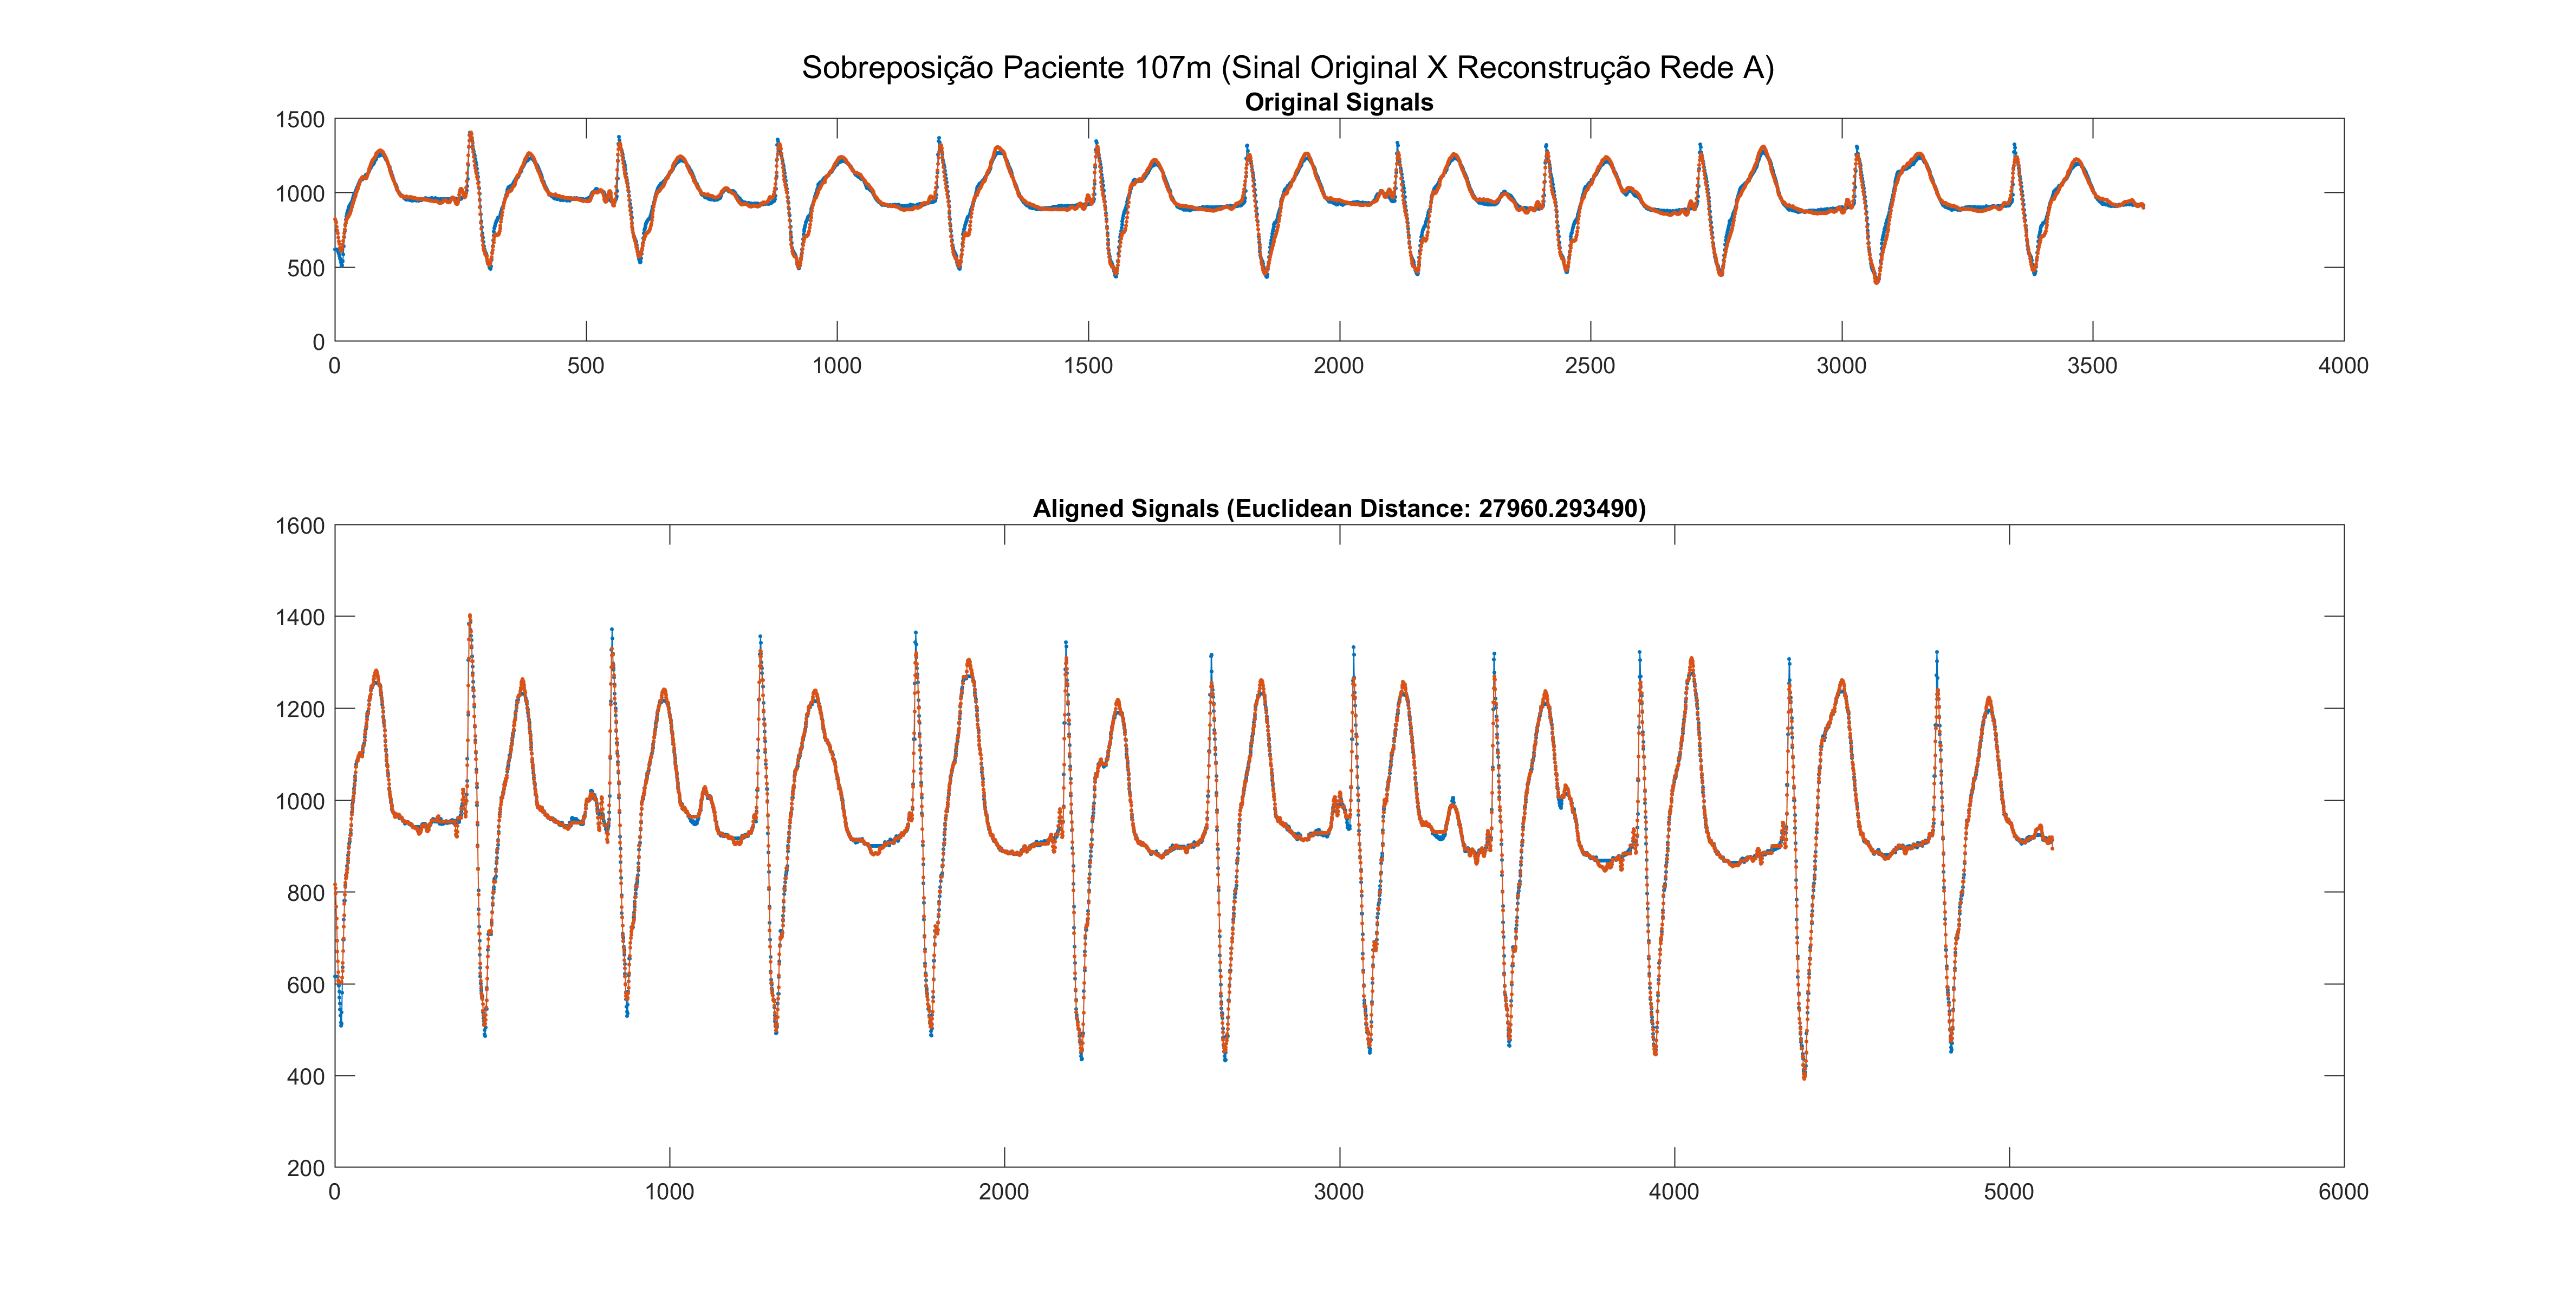 Sobreposição Paciente 107m (Sinal Original X Reconstrução Rede A)
Original Signals
1500
1000
500
0
0 500 1000 1500 2000 2500 3000 3500 4000
Aligned Signals (Euclidean Distance: 27960.293490)
1600
1400
1200
1000
800
600
400
200
0 1000 2000 3000 4000 5000 6000